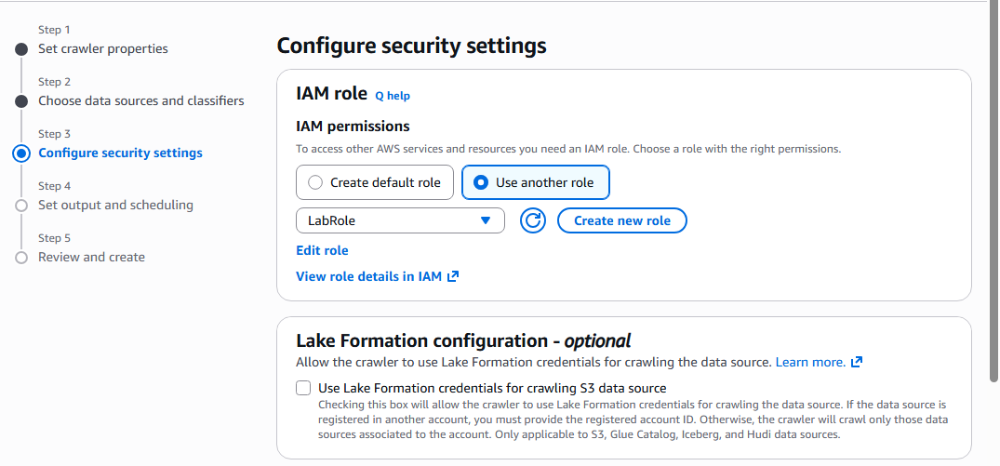 Step 1
Set crawler properties
Step 2
Choose data sources and classifiers
Step 3
Configure security settings
Step 4
Set output and scheduling
Step 5
Review and create
Configure security settings
IAM role Q help
IAM permissions
To access other AWS services and resources you need an IAM role. Choose a role with the right permissions.
Create default role
Use another role
LabRole
Create new role
Edit role
View role details in IAM
Lake Formation configuration - optional
Allow the crawler to use Lake Formation credentials for crawling the data source. Learn more.
Use Lake Formation credentials for crawling S3 data source
Checking this box will allow the crawler to use Lake Formation credentials for crawling the data source. If the data source is
registered in another account, you must provide the registered account ID. Otherwise, the crawler will crawl only those data
sources associated to the account. Only applicable to S3, Glue Catalog, Iceberg, and Hudi data sources.